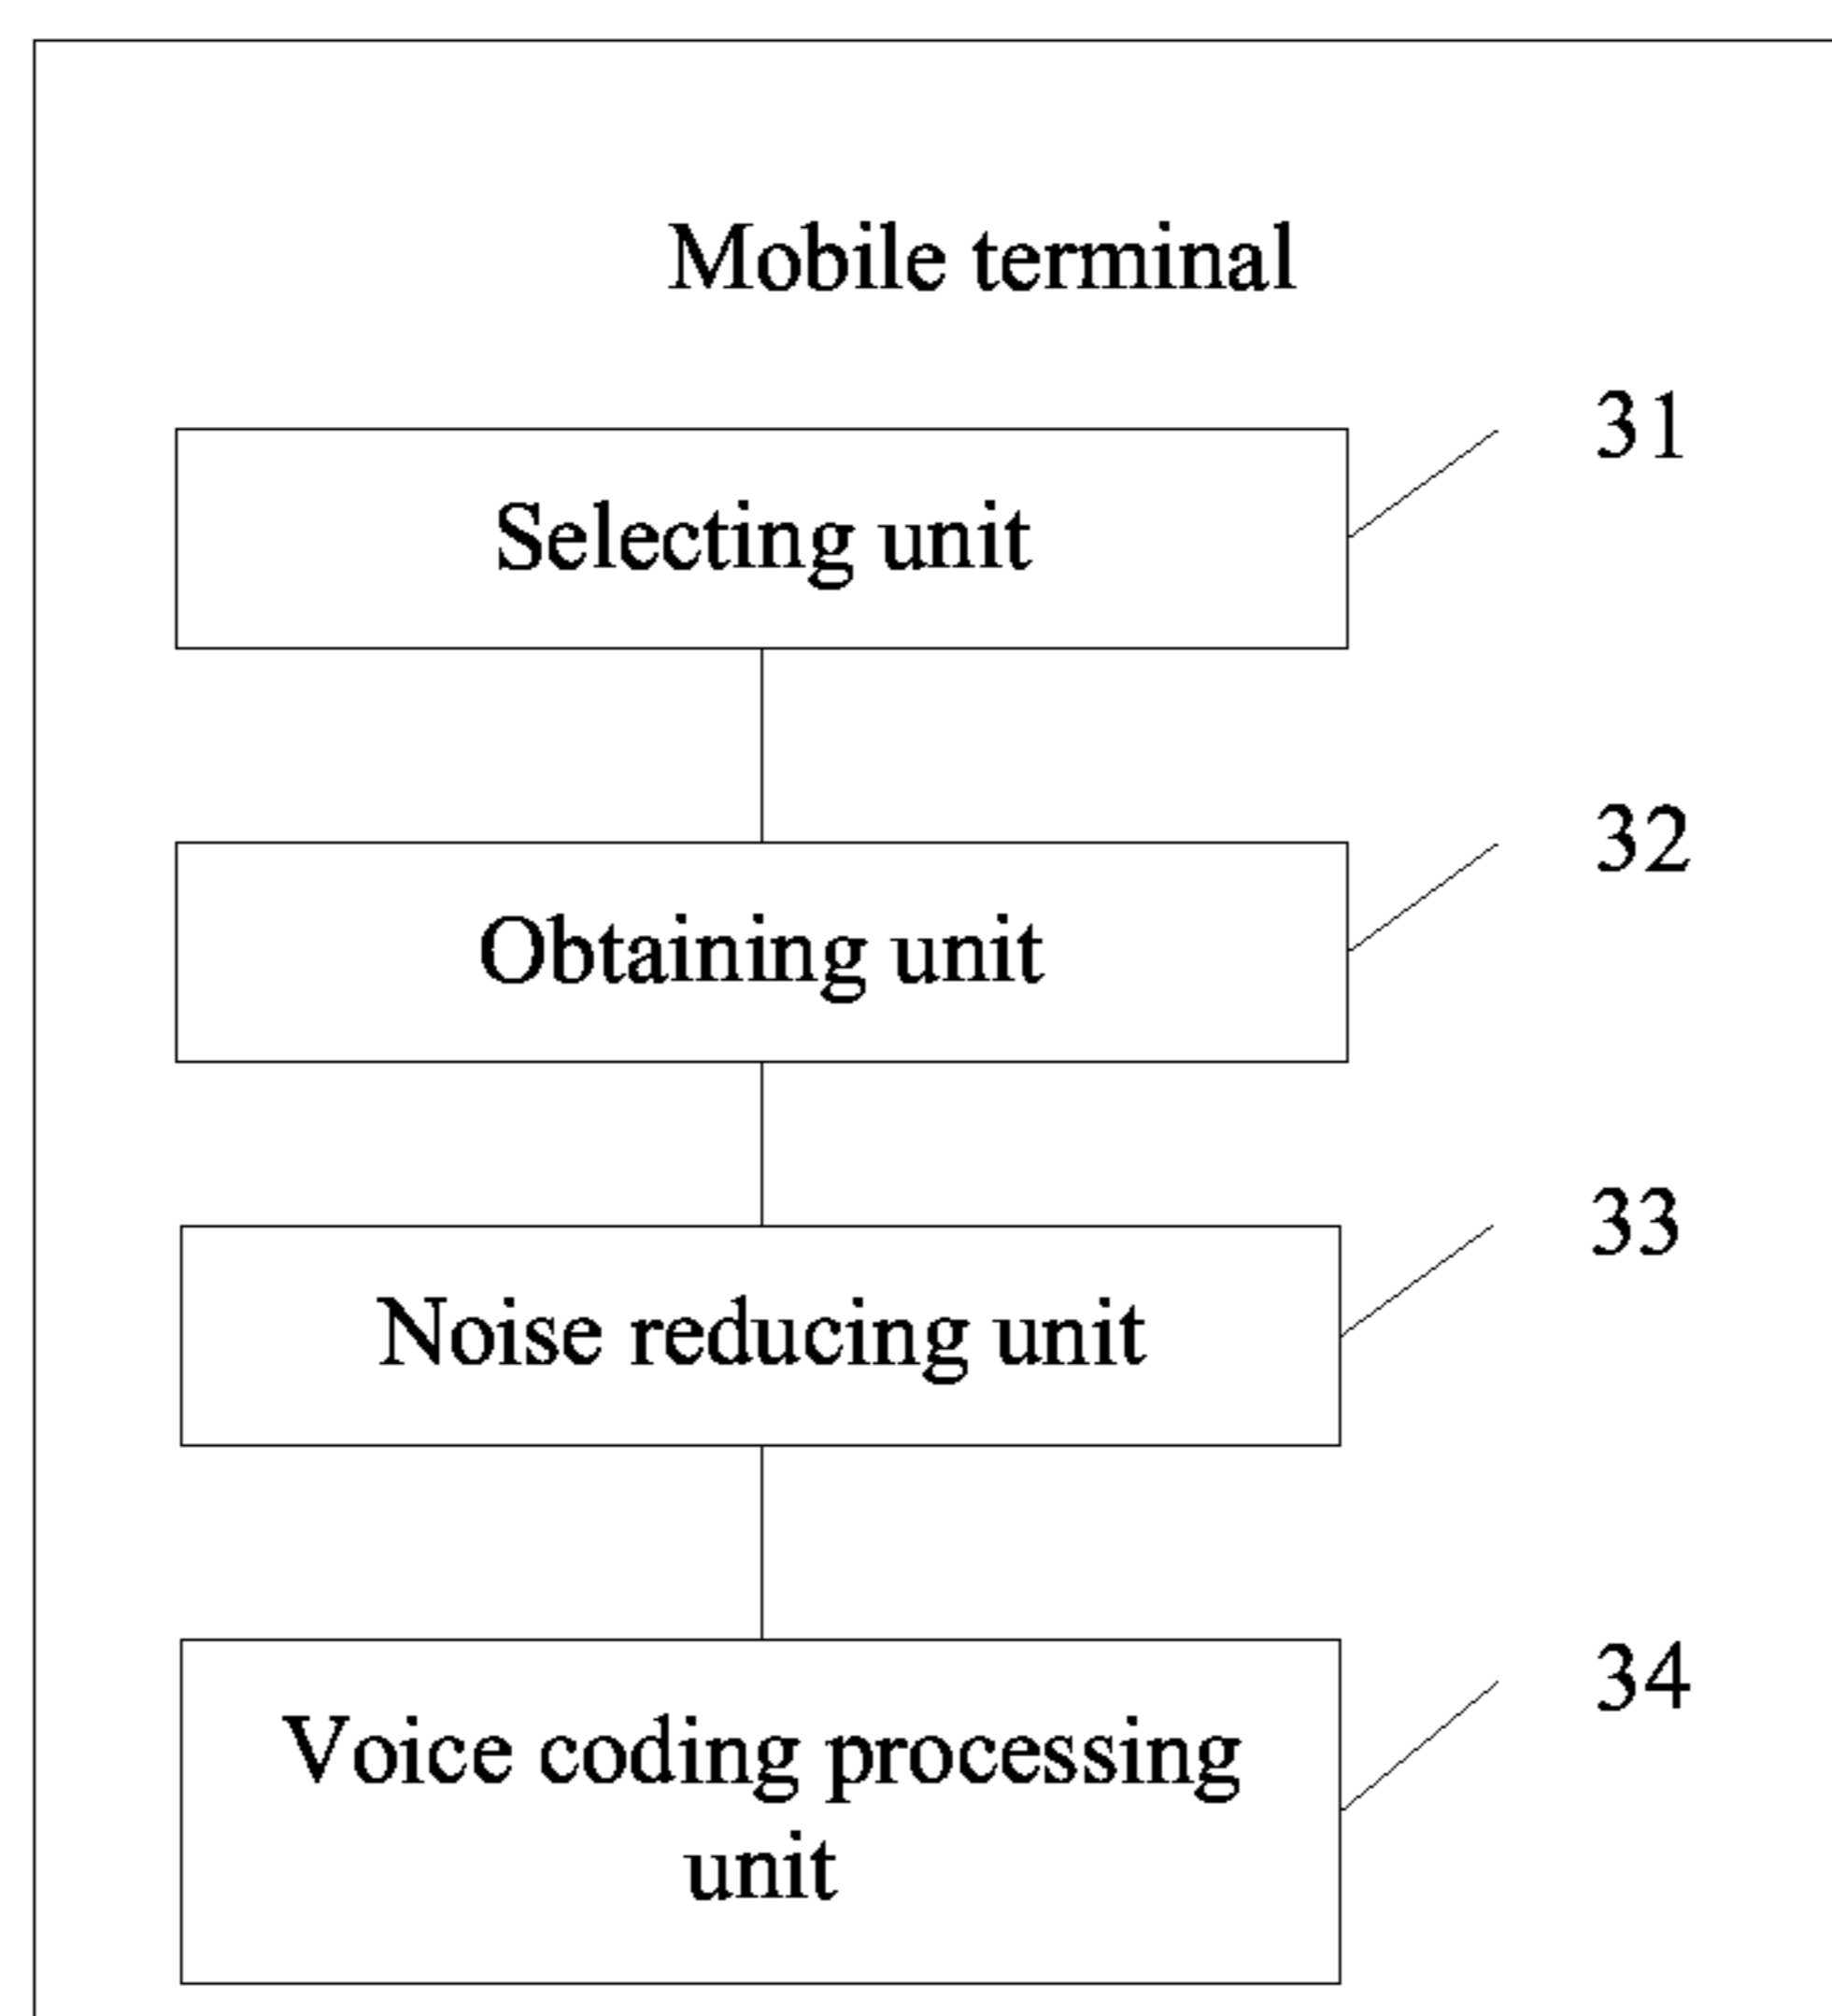 Mobile terminal
31
Selecting unit
32
Obtaining unit
33
Noise reducing unit
34
Voice coding processing
unit